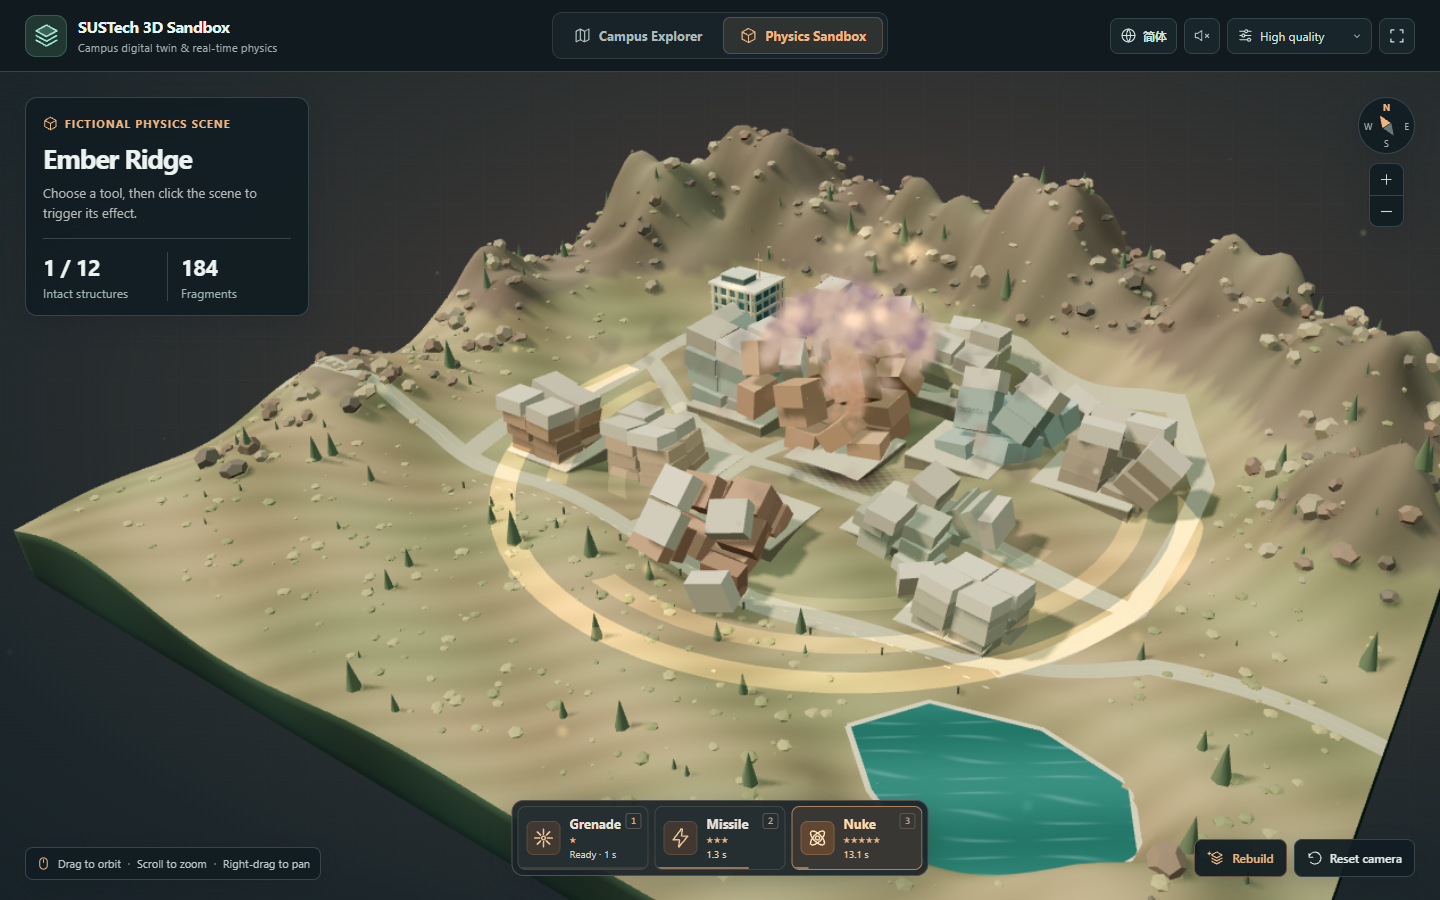 SUSTech 3D Sandbox
Campus digital twin & real-time physics
Campus Explorer
Physics Sandbox
简体
High quality
FICTIONAL PHYSICS SCENE
Ember Ridge
Choose a tool, then click the scene to
trigger its effect.
1 / 12
Intact structures
184
Fragments
N
W
E
S
+
−
Grenade
1
★
Ready · 1 s
Missile
2
★★★
1.3 s
Nuke
3
★★★★★
13.1 s
Drag to orbit · Scroll to zoom · Right-drag to pan
Rebuild
Reset camera